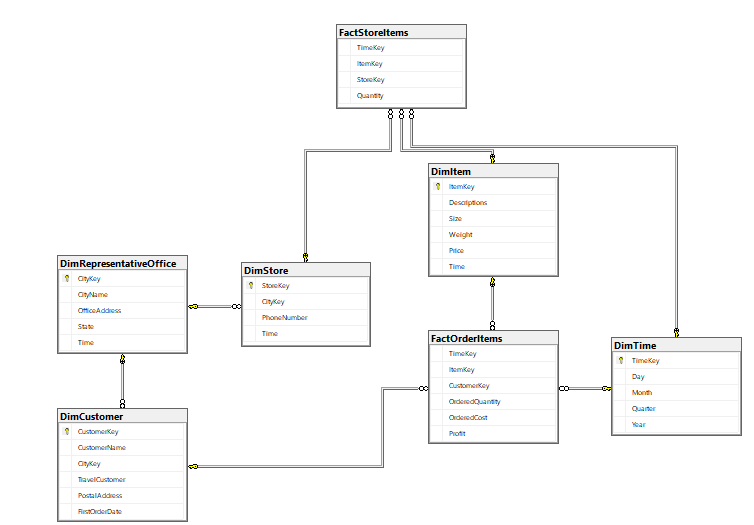 FactStoreItems
TimeKey
ItemKey
StoreKey
Quantity
DimItem
ItemKey
Descriptions
Size
Weight
Price
Time
DimRepresentativeOffice
CityKey
CityName
OfficeAddress
State
Time
DimStore
StoreKey
CityKey
PhoneNumber
Time
FactOrderItems
TimeKey
ItemKey
CustomerKey
OrderedQuantity
OrderedCost
Profit
DimTime
TimeKey
Day
Month
Quarter
Year
DimCustomer
CustomerKey
CustomerName
CityKey
TravelCustomer
PostalAddress
FirstOrderDate